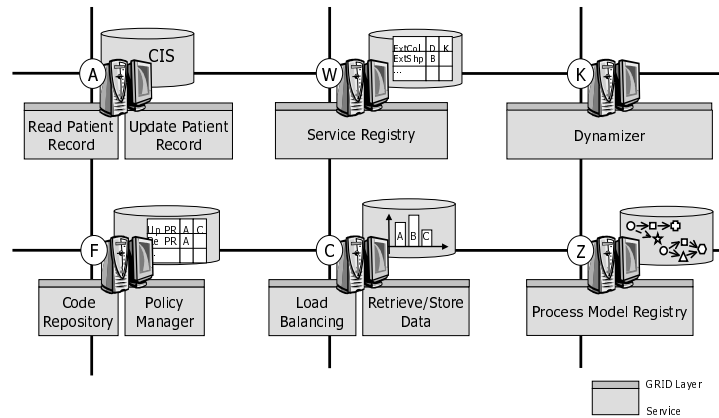 CIS
A
Read Patient
Record
Update Patient
Record
ExtCol D K
ExtShp B
...
W
Service Registry
K
Dynamizer
Up PR A C
Re PR A
...
F
Code
Repository
Policy
Manager
A B C
C
Load
Balancing
Retrieve/Store
Data
Z
Process Model Registry
GRID Layer
Service